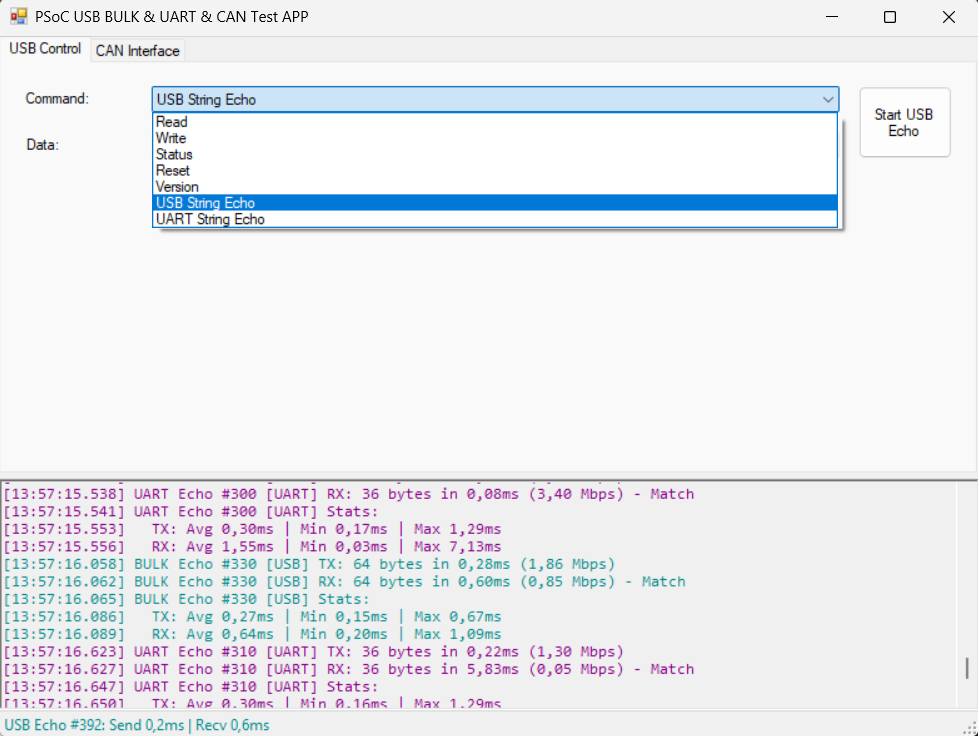 PSoC USB BULK & UART & CAN Test APP
USB Control
CAN Interface
Command:
USB String Echo
Start USB
Echo
Data:
Read
Write
Status
Reset
Version
USB String Echo
UART String Echo
[13:57:15.538] UART Echo #300 [UART] RX: 36 bytes in 0,08ms (3,40 Mbps) - Match
[13:57:15.541] UART Echo #300 [UART] Stats:
[13:57:15.553]   TX: Avg 0,30ms | Min 0,17ms | Max 1,29ms
[13:57:15.556]   RX: Avg 1,55ms | Min 0,03ms | Max 7,13ms
[13:57:16.058] BULK Echo #330 [USB] TX: 64 bytes in 0,28ms (1,86 Mbps)
[13:57:16.062] BULK Echo #330 [USB] RX: 64 bytes in 0,60ms (0,85 Mbps) - Match
[13:57:16.065] BULK Echo #330 [USB] Stats:
[13:57:16.086]   TX: Avg 0,27ms | Min 0,15ms | Max 0,67ms
[13:57:16.089]   RX: Avg 0,64ms | Min 0,20ms | Max 1,09ms
[13:57:16.623] UART Echo #310 [UART] TX: 36 bytes in 0,22ms (1,30 Mbps)
[13:57:16.627] UART Echo #310 [UART] RX: 36 bytes in 5,83ms (0,05 Mbps) - Match
[13:57:16.647] UART Echo #310 [UART] Stats:
[13:57:16.650]   TX: Avg 0,30ms | Min 0,16ms | Max 1,29ms
USB Echo #392: Send 0,2ms | Recv 0,6ms